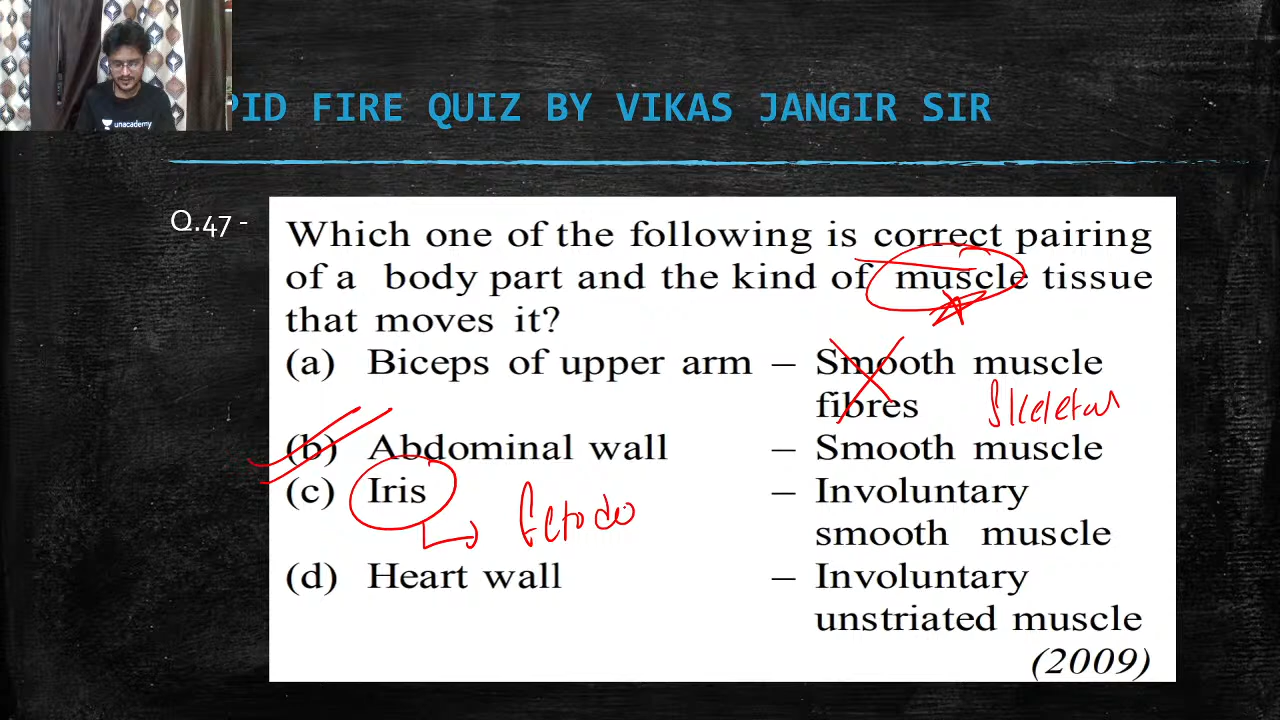 PID FIRE QUIZ BY VIKAS JANGIR SIR
unacademy
Q.47 -
Which one of the following is correct pairing
of a body part and the kind of muscle tissue
that moves it?
(a) Biceps of upper arm – Smooth muscle
fibres Skeletar
(b) Abdominal wall – Smooth muscle
(c) Iris – Involuntary
Ectodo
smooth muscle
(d) Heart wall – Involuntary
unstriated muscle
(2009)